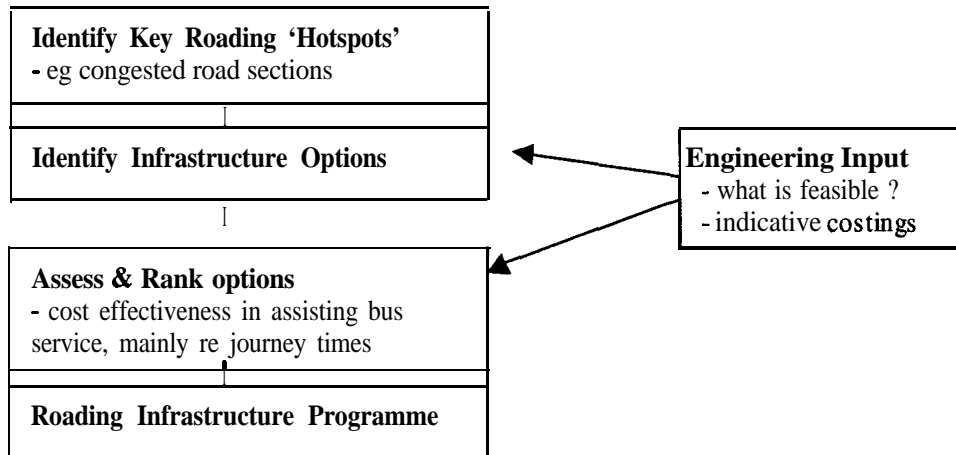 Identify Key Roading ‘Hotspots’
- eg congested road sections
Identify Infrastructure Options
Engineering Input
- what is feasible ?
- indicative costings
Assess & Rank options
- cost effectiveness in assisting bus
service, mainly re journey times
Roading Infrastructure Programme